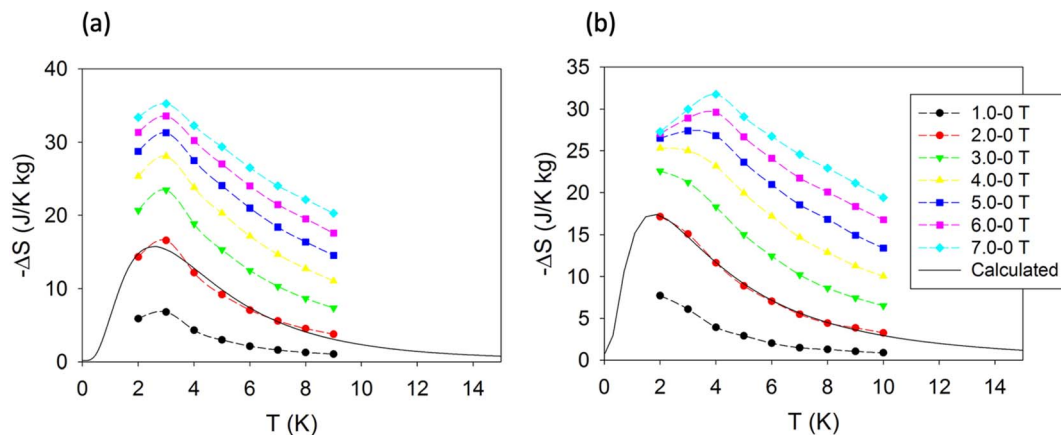 (a)
(b)
40
30
20
10
0
-ΔS (J/K kg)
0 2 4 6 8 10 12 14
T (K)
35
30
25
20
15
10
5
0
-ΔS (J/K kg)
0 2 4 6 8 10 12 14
T (K)
1.0-0 T
2.0-0 T
3.0-0 T
4.0-0 T
5.0-0 T
6.0-0 T
7.0-0 T
Calculated